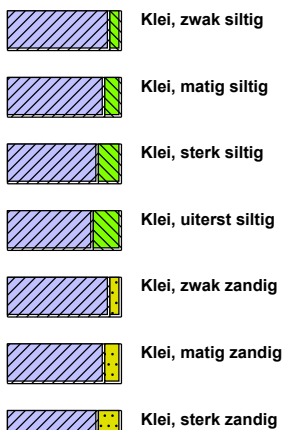 Klei, zwak siltig
Klei, matig siltig
Klei, sterk siltig
Klei, uiterst siltig
Klei, zwak zandig
Klei, matig zandig
Klei, sterk zandig